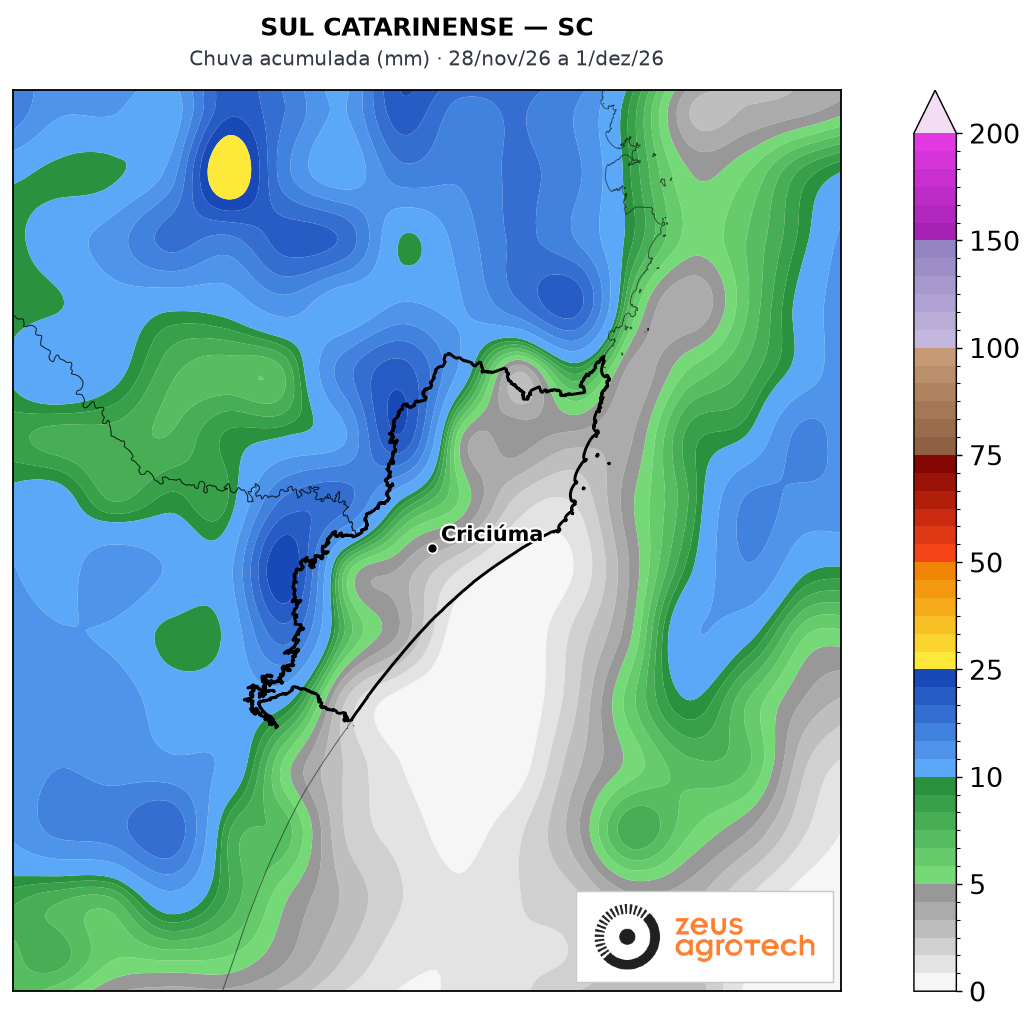 SUL CATARINENSE — SC
Chuva acumulada (mm) · 28/nov/26 a 1/dez/26
200
150
100
75
50
25
10
5
0
Criciúma
zeus
agrotech